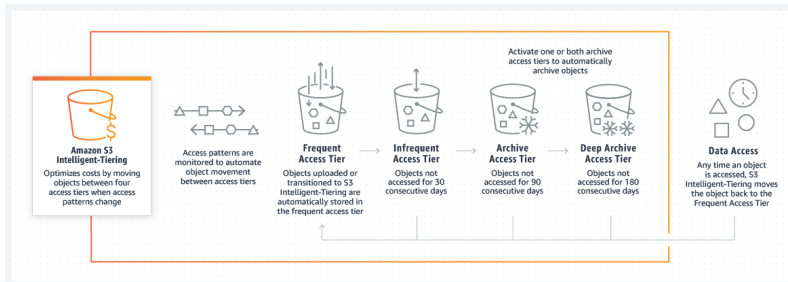 Activate one or both archive
access tiers to automatically
archive objects
Amazon S3
Intelligent-Tiering
Optimizes costs by moving
objects between four
access tiers when access
patterns change
Access patterns are
monitored to automate
object movement
between access tiers
Frequent
Access Tier
Objects uploaded or
transitioned to S3
Intelligent-Tiering are
automatically stored in
the frequent access tier
Infrequent
Access Tier
Objects not
accessed for 30
consecutive days
Archive
Access Tier
Objects not
accessed for 90
consecutive days
Deep Archive
Access Tier
Objects not
accessed for 180
consecutive days
Data Access
Any time an object
is accessed, S3
Intelligent-Tiering moves
the object back to the
Frequent Access Tier